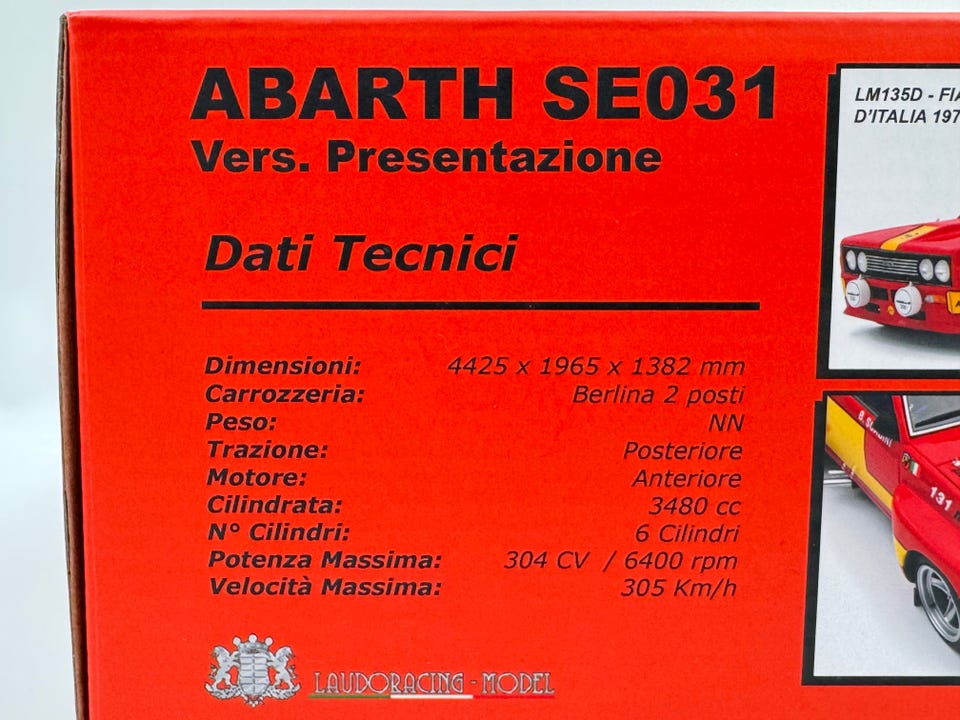 ABARTH SE031
Vers. Presentazione
Dati Tecnici
Dimensioni: 4425 x 1965 x 1382 mm
Carrozzeria: Berlina 2 posti
Peso: NN
Trazione: Posteriore
Motore: Anteriore
Cilindrata: 3480 cc
N° Cilindri: 6 Cilindri
Potenza Massima: 304 CV / 6400 rpm
Velocità Massima: 305 Km/h
LAUDORACING-MODEL
LM135D - FIA
D'ITALIA 197
131